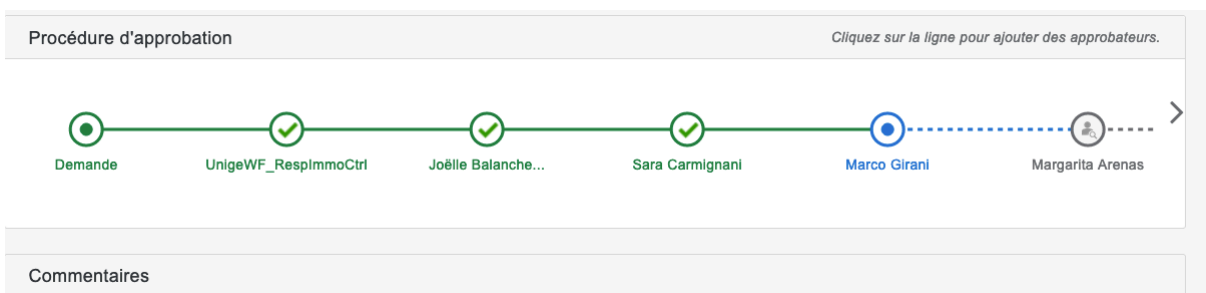 Procédure d'approbation
Cliquez sur la ligne pour ajouter des approbateurs.
Demande
UnigeWF_RespImmoCtrl
Joëlle Balanche...
Sara Carmignani
Marco Girani
Margarita Arenas
Commentaires